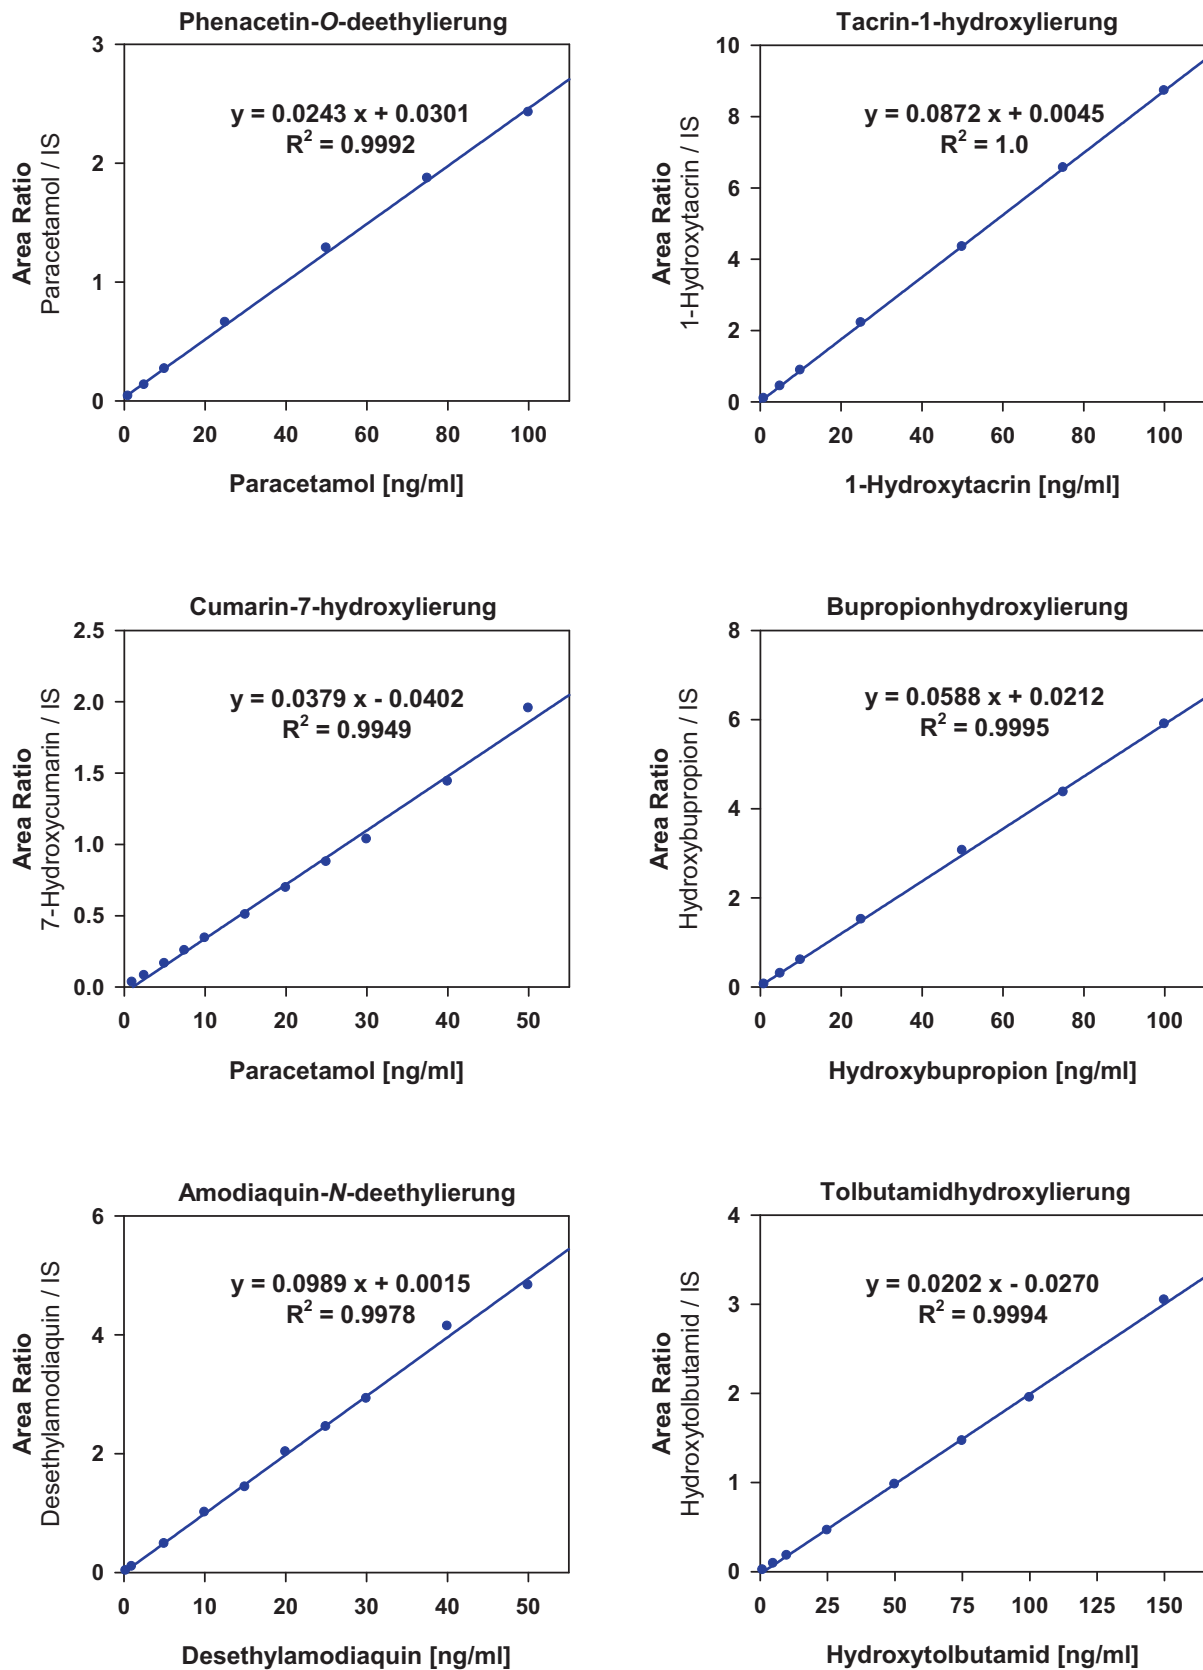 Phenacetin-O-deethylierung
3
2
1
0
Area Ratio
Paracetamol / IS
y = 0.0243 x + 0.0301
R² = 0.9992
0 20 40 60 80 100
Paracetamol [ng/ml]
Tacrin-1-hydroxylierung
10
8
6
4
2
0
Area Ratio
1-Hydroxytacrin / IS
y = 0.0872 x + 0.0045
R² = 1.0
0 20 40 60 80 100
1-Hydroxytacrin [ng/ml]
Cumarin-7-hydroxylierung
2.5
2.0
1.5
1.0
0.5
0.0
Area Ratio
7-Hydroxycumarin / IS
y = 0.0379 x - 0.0402
R² = 0.9949
0 10 20 30 40 50
Paracetamol [ng/ml]
Bupropionhydroxylierung
8
6
4
2
0
Area Ratio
Hydroxybupropion / IS
y = 0.0588 x + 0.0212
R² = 0.9995
0 20 40 60 80 100
Hydroxybupropion [ng/ml]
Amodiaquin-N-deethylierung
6
4
2
0
Area Ratio
Desethylamodiaquin / IS
y = 0.0989 x + 0.0015
R² = 0.9978
0 10 20 30 40 50
Desethylamodiaquin [ng/ml]
Tolbutamidhydroxylierung
4
3
2
1
0
Area Ratio
Hydroxytolbutamid / IS
y = 0.0202 x - 0.0270
R² = 0.9994
0 25 50 75 100 125 150
Hydroxytolbutamid [ng/ml]